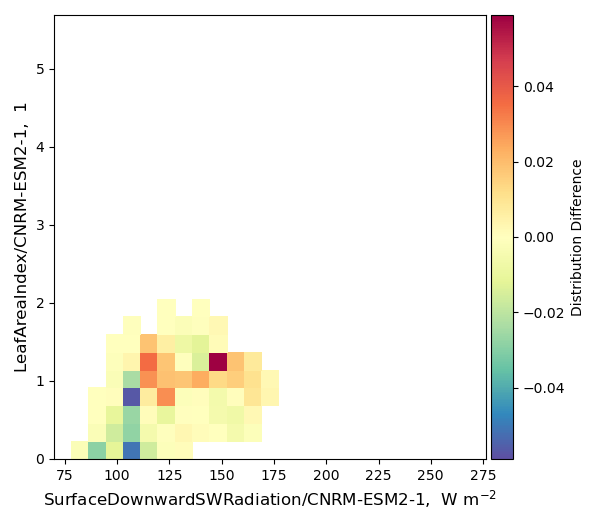 5
4
3
2
1
0
LeafAreaIndex/CNRM-ESM2-1,  1
75 100 125 150 175 200 225 250 275
SurfaceDownwardSWRadiation/CNRM-ESM2-1,  W m⁻²
0.04
0.02
0.00
−0.02
−0.04
Distribution Difference